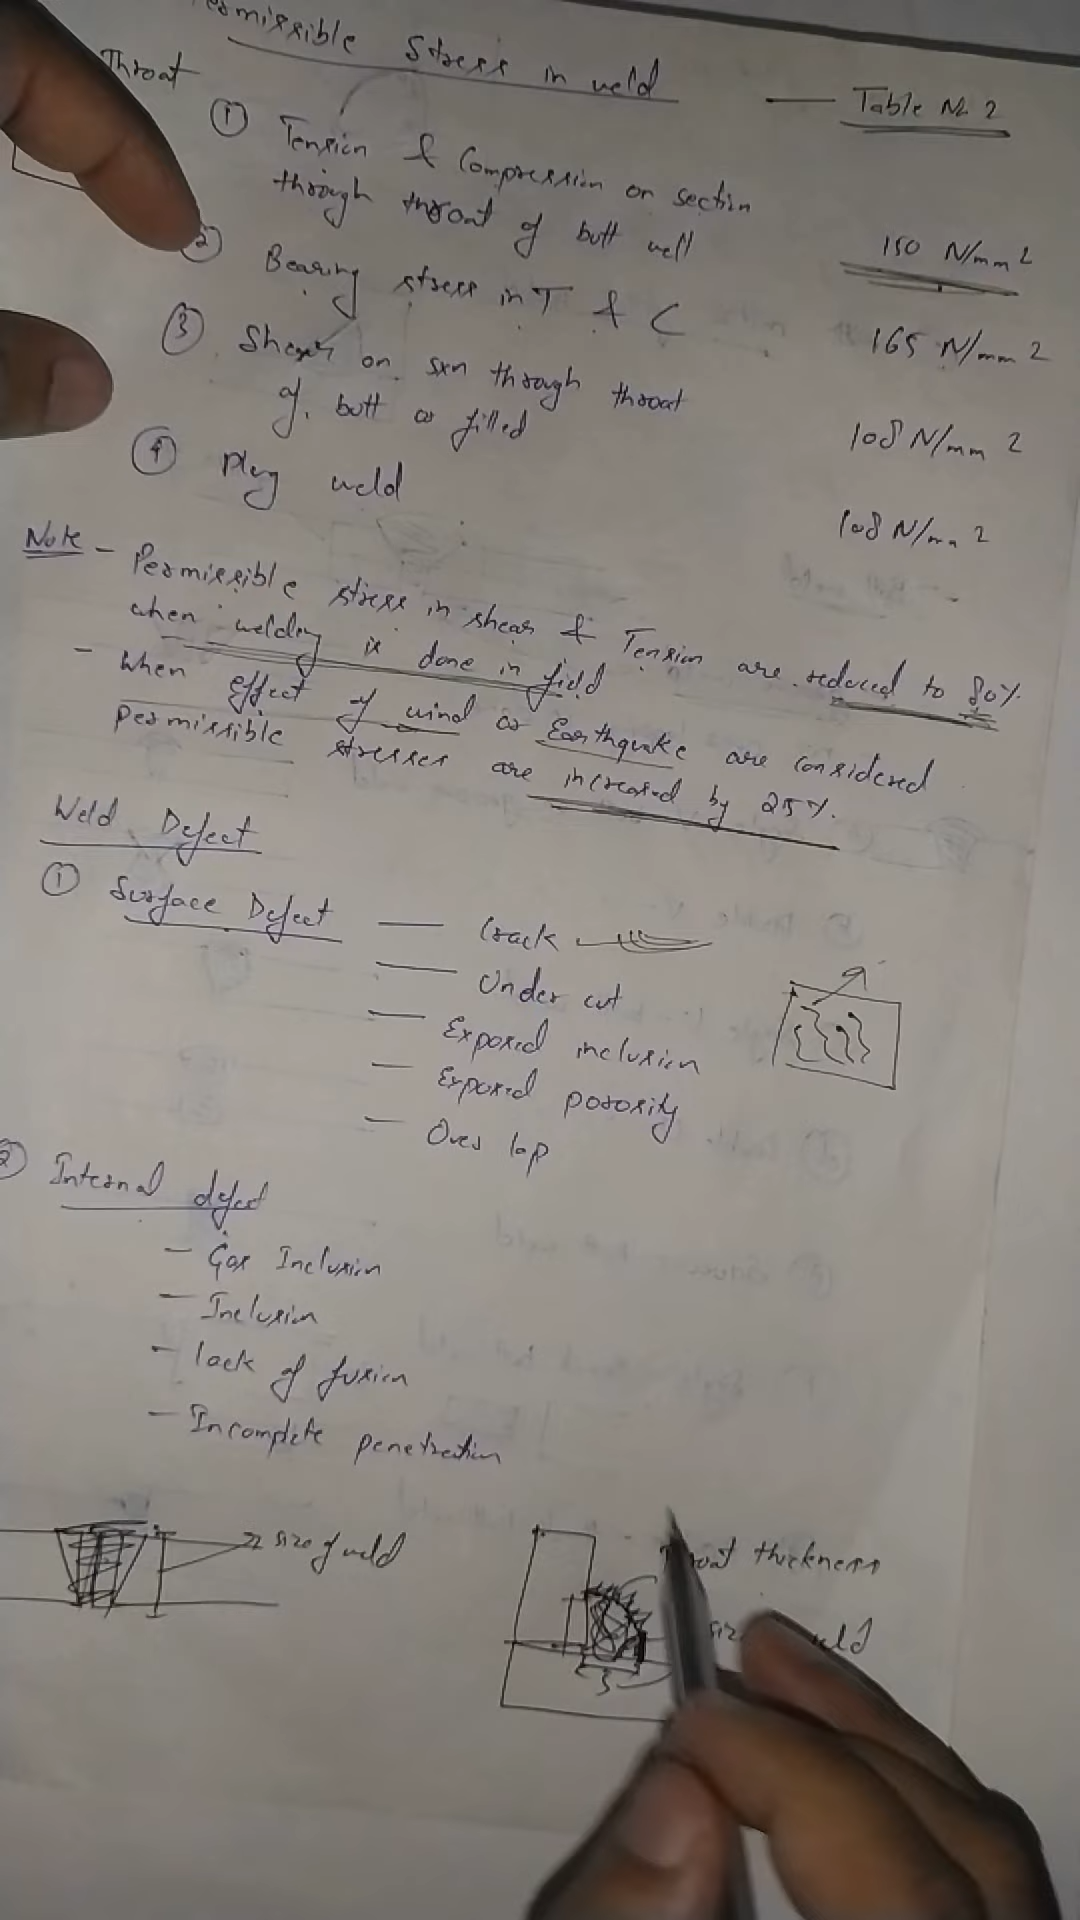 Permissible Stress in weld — Table No. 2
Throat
① Tension & Compression on section
through throat of butt well 150 N/mm2
② Bearing stress in T & C 165 N/mm2
③ Shear on sxn through throat
of butt or filled 108 N/mm2
④ Plug weld 108 N/mm2
Note - Permissible stress in shear & Tension are reduced to 80%
when welding is done in field
- When effect of wind or Earthquake are considered
permissible stresses are increased by 25%.
Weld Defect
① Surface Defect — Crack
— Under cut
— Exposed inclusion
— Exposed porosity
— Over lap
② Internal defect
— Gas Inclusion
— Inclusion
- lack of fusion
— Incomplete penetration
size of weld
thickness